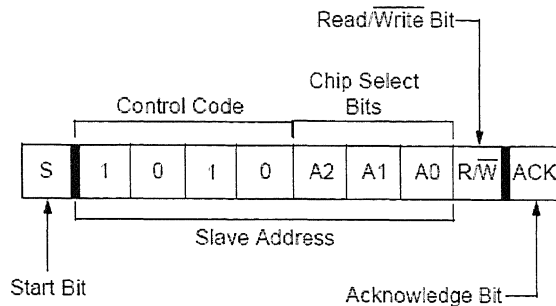 Read/Write Bit
Chip Select
Bits
Control Code
S 1 0 1 0 A2 A1 A0 R/W ACK
Slave Address
Start Bit
Acknowledge Bit